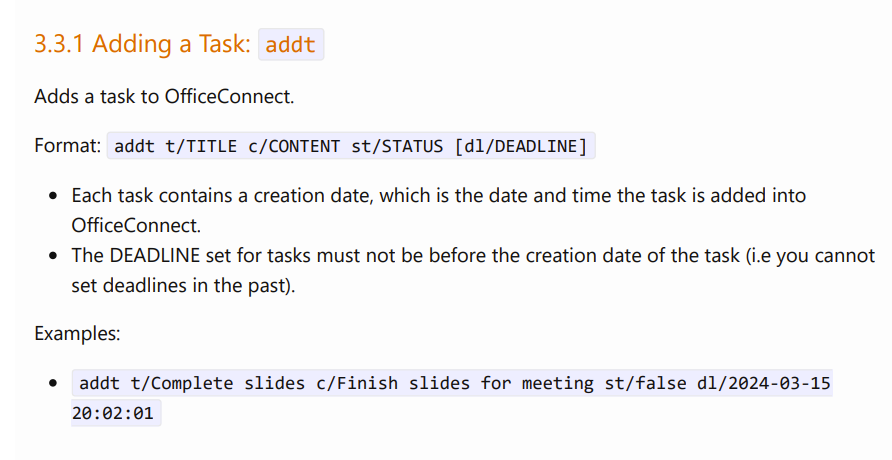 3.3.1 Adding a Task: addt
Adds a task to OfficeConnect.
Format: addt t/TITLE c/CONTENT st/STATUS [dl/DEADLINE]
• Each task contains a creation date, which is the date and time the task is added into
OfficeConnect.
• The DEADLINE set for tasks must not be before the creation date of the task (i.e you cannot
set deadlines in the past).
Examples:
• addt t/Complete slides c/Finish slides for meeting st/false dl/2024-03-15
20:02:01